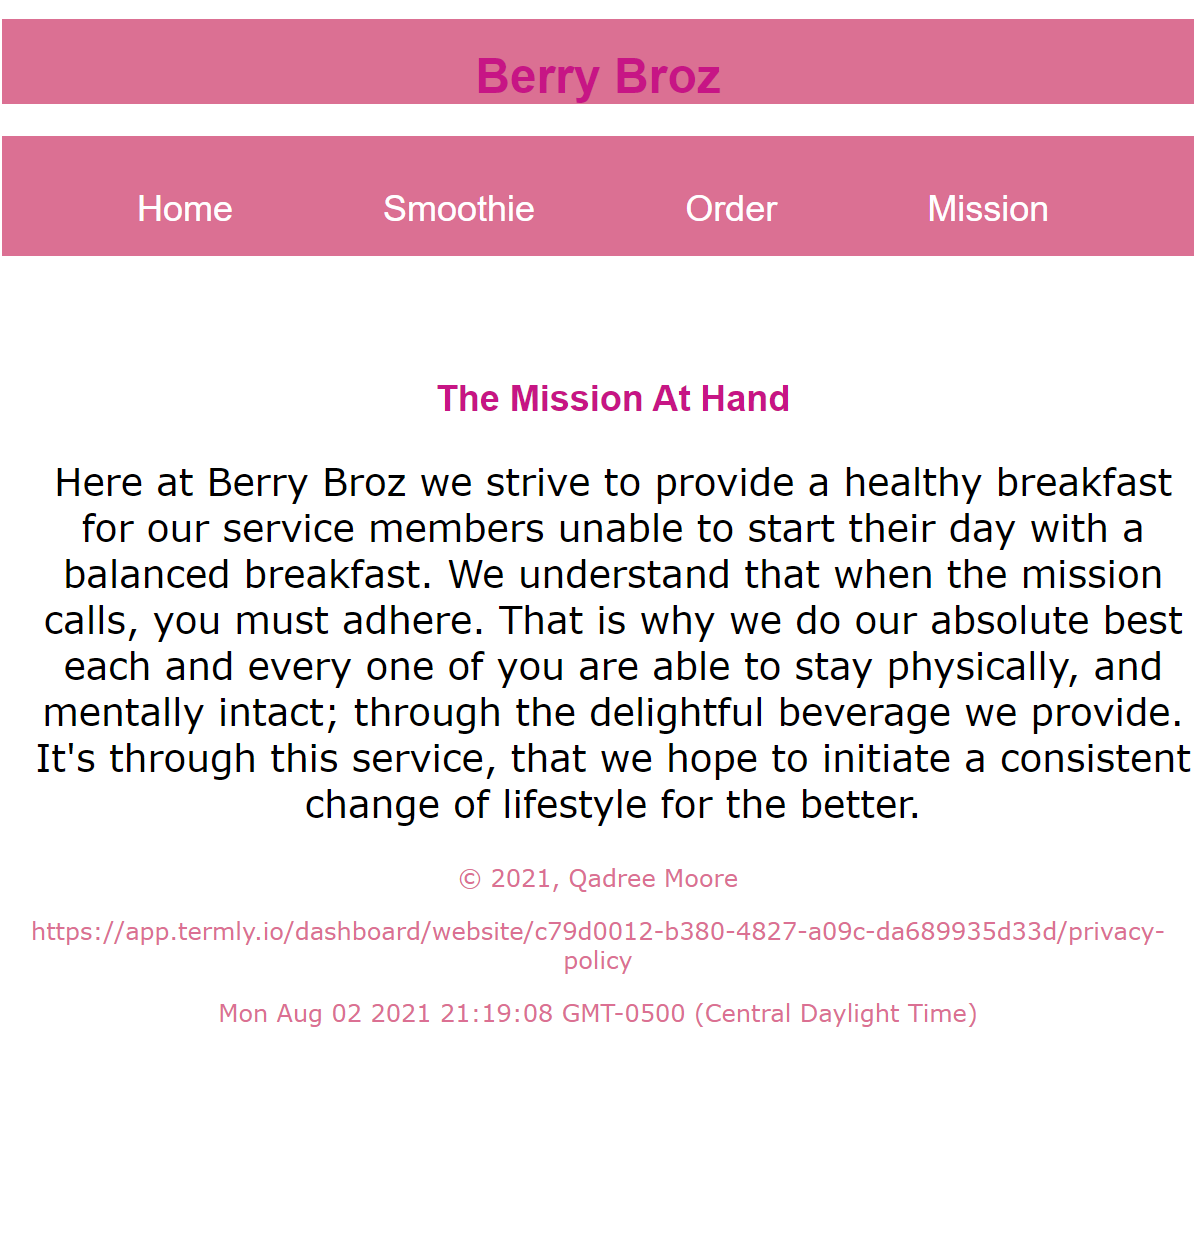 Berry Broz
Home Smoothie Order Mission
The Mission At Hand
Here at Berry Broz we strive to provide a healthy breakfast
for our service members unable to start their day with a
balanced breakfast. We understand that when the mission
calls, you must adhere. That is why we do our absolute best
each and every one of you are able to stay physically, and
mentally intact; through the delightful beverage we provide.
It's through this service, that we hope to initiate a consistent
change of lifestyle for the better.
© 2021, Qadree Moore
https://app.termly.io/dashboard/website/c79d0012-b380-4827-a09c-da689935d33d/privacy-
policy
Mon Aug 02 2021 21:19:08 GMT-0500 (Central Daylight Time)